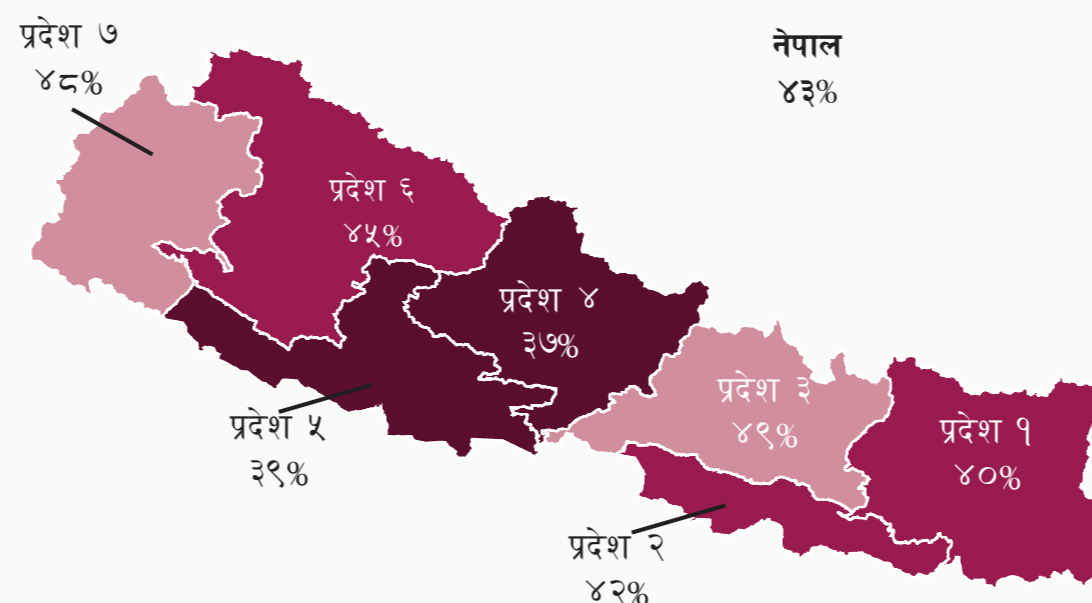 प्रदेश ७
४८%
नेपाल
४३%
प्रदेश ६
४५%
प्रदेश ४
३७%
प्रदेश ५
३९%
प्रदेश ३
४९%
प्रदेश १
४०%
प्रदेश २
४२%